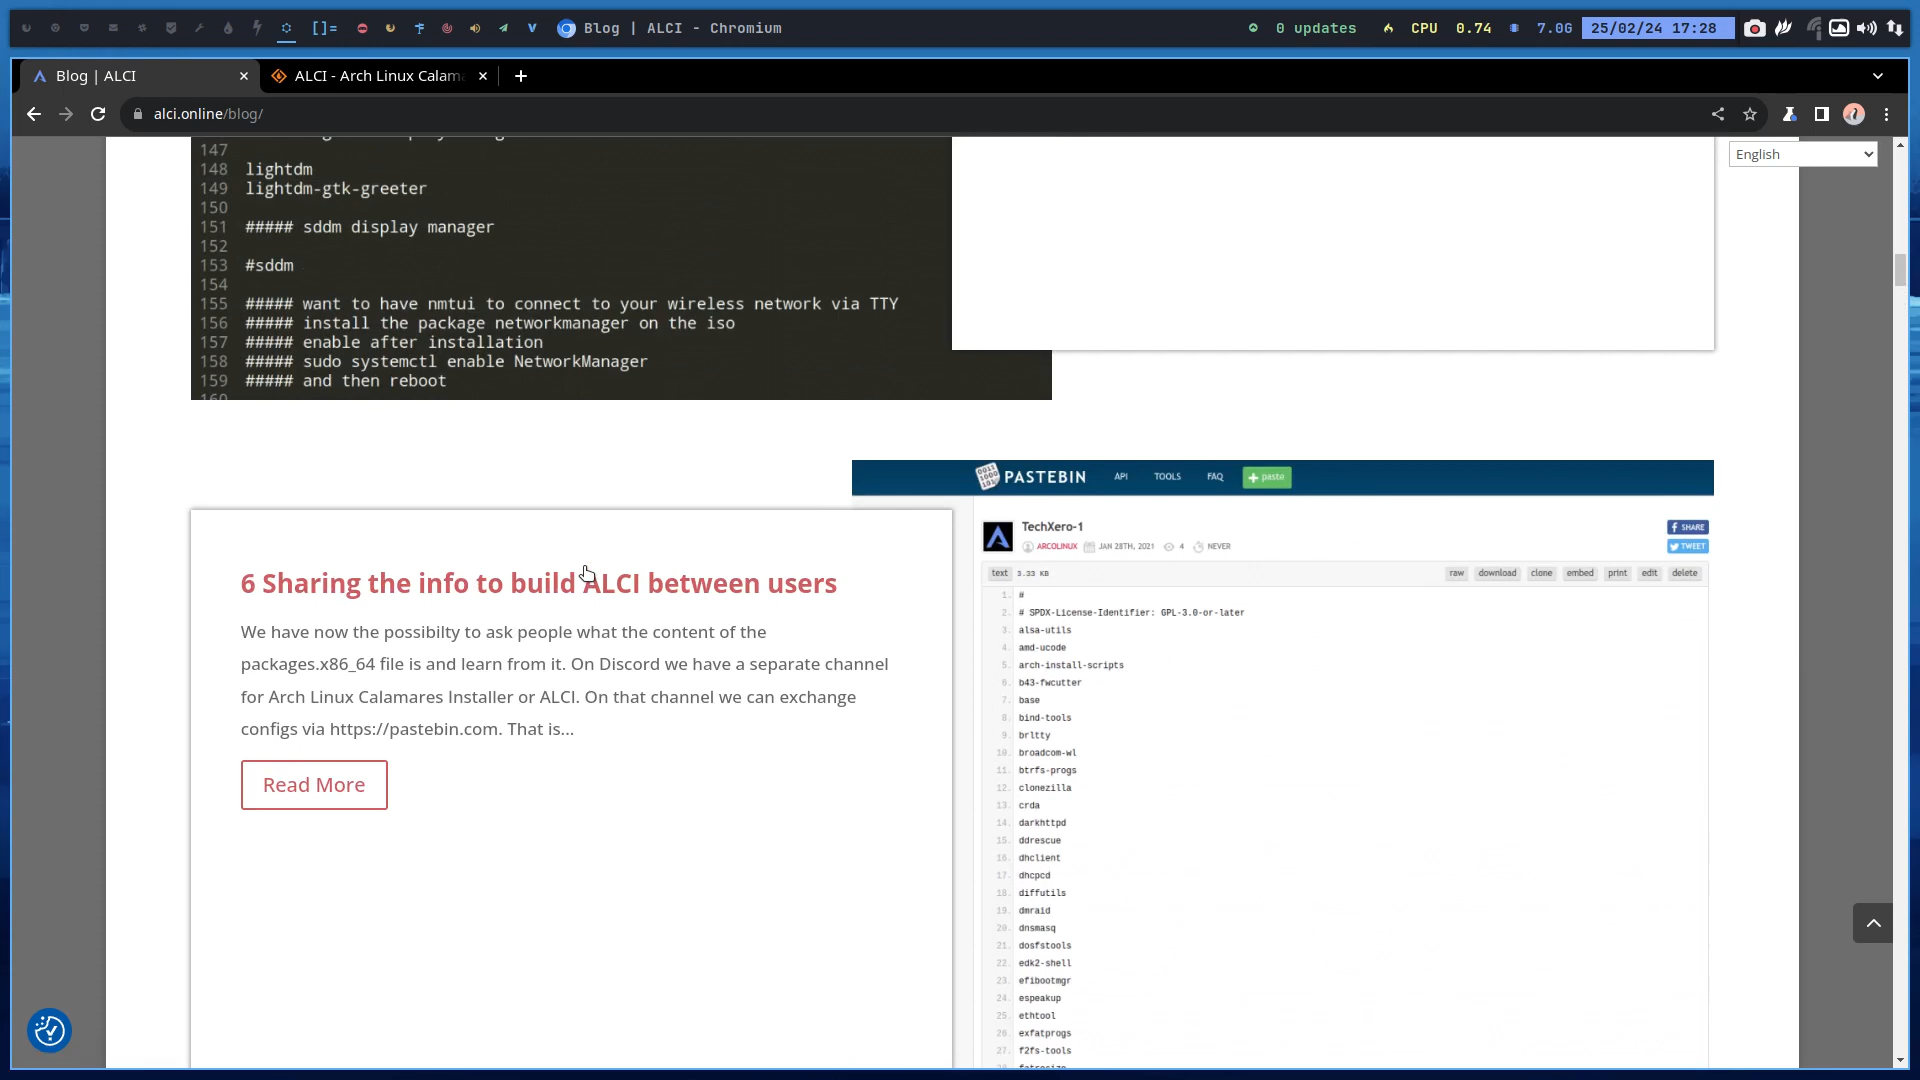 []=
V
Blog | ALCI - Chromium
0 updates
CPU 0.74
7.0G
25/02/24 17:28
Blog | ALCI
ALCI - Arch Linux Calama
alci.online/blog/
English
147
148 lightdm
149 lightdm-gtk-greeter
150
151 ##### sddm display manager
152
153 #sddm
154
155 ##### want to have nmtui to connect to your wireless network via TTY
156 ##### install the package networkmanager on the iso
157 ##### enable after installation
158 ##### sudo systemctl enable NetworkManager
159 ##### and then reboot
160
6 Sharing the info to build ALCI between users
We have now the possibilty to ask people what the content of the
packages.x86_64 file is and learn from it. On Discord we have a separate channel
for Arch Linux Calamares Installer or ALCI. On that channel we can exchange
configs via https://pastebin.com. That is...
Read More
PASTEBIN API TOOLS FAQ + paste
TechXero-1
ARCOLINUX JAN 28TH, 2021 4 NEVER
SHARE
TWEET
text 3.33 KB raw download clone embed print edit delete
1. #
2. # SPDX-License-Identifier: GPL-3.0-or-later
3. alsa-utils
4. amd-ucode
5. arch-install-scripts
6. b43-fwcutter
7. base
8. bind-tools
9. brltty
10. broadcom-wl
11. btrfs-progs
12. clonezilla
13. crda
14. darkhttpd
15. ddrescue
16. dhclient
17. dhcpcd
18. diffutils
19. dmraid
20. dnsmasq
21. dosfstools
22. edk2-shell
23. efibootmgr
24. espeakup
25. ethtool
26. exfatprogs
27. f2fs-tools